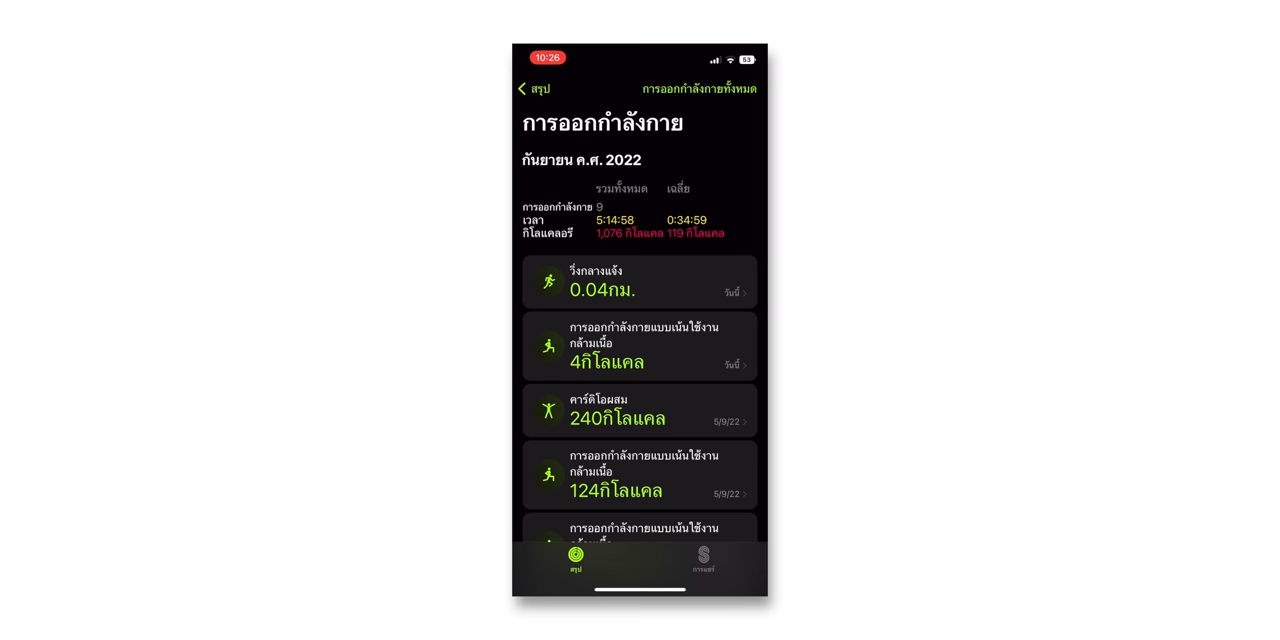 10:26
53
สรุป
การออกกำลังกายทั้งหมด
การออกกำลังกาย
กันยายน ค.ศ. 2022
รวมทั้งหมด เฉลี่ย
การออกกำลังกาย 9
เวลา 5:14:58 0:34:59
กิโลแคลอรี 1,076 กิโลแคล 119 กิโลแคล
วิ่งกลางแจ้ง
0.04กม. วันนี้
การออกกำลังกายแบบเน้นใช้งาน
กล้ามเนื้อ
4กิโลแคล วันนี้
คาร์ดิโอผสม
240กิโลแคล 5/9/22
การออกกำลังกายแบบเน้นใช้งาน
กล้ามเนื้อ
124กิโลแคล 5/9/22
การออกกำลังกายแบบเน้นใช้งาน
สรุป การแชร์